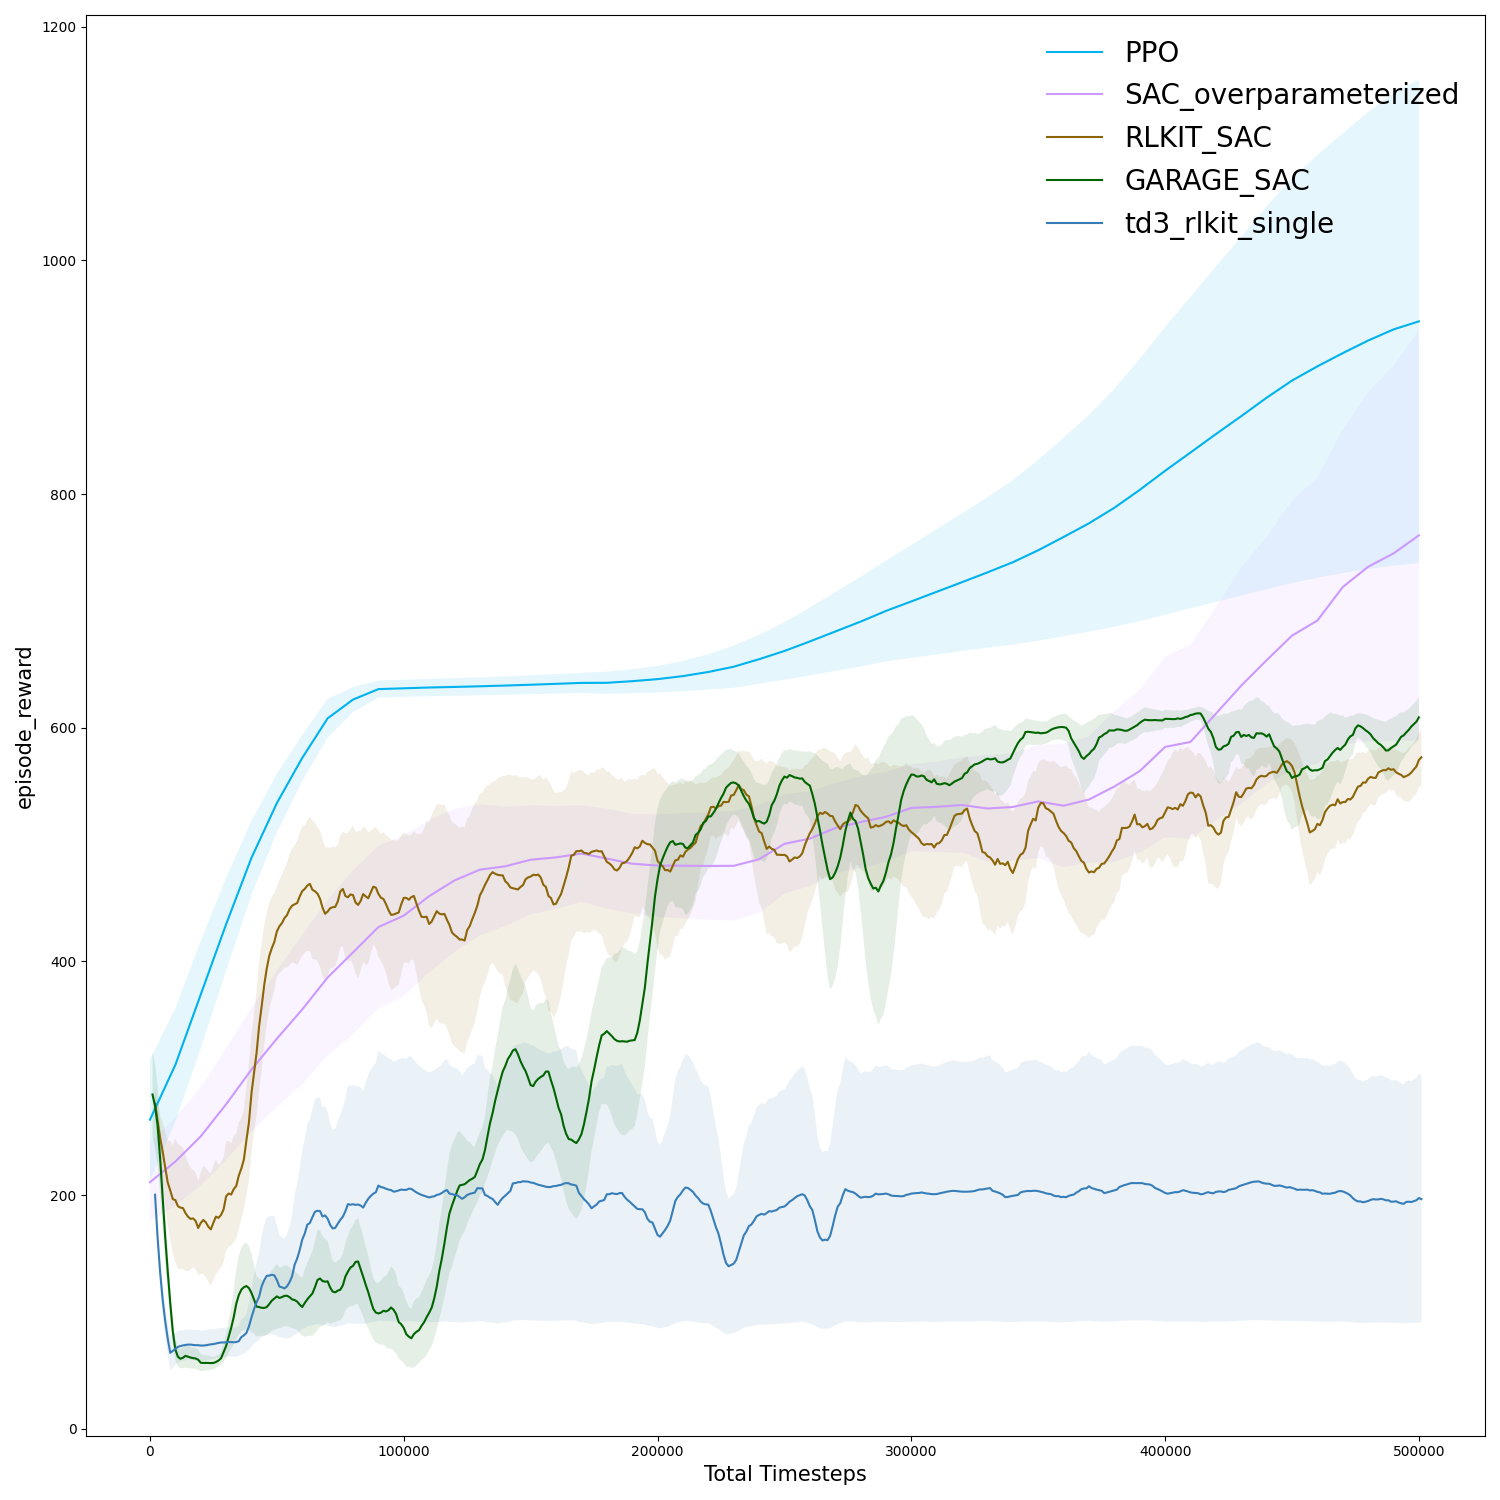 1200
1000
800
600
400
200
0
episode_reward
PPO
SAC_overparameterized
RLKIT_SAC
GARAGE_SAC
td3_rlkit_single
0
100000
200000
300000
400000
500000
Total Timesteps